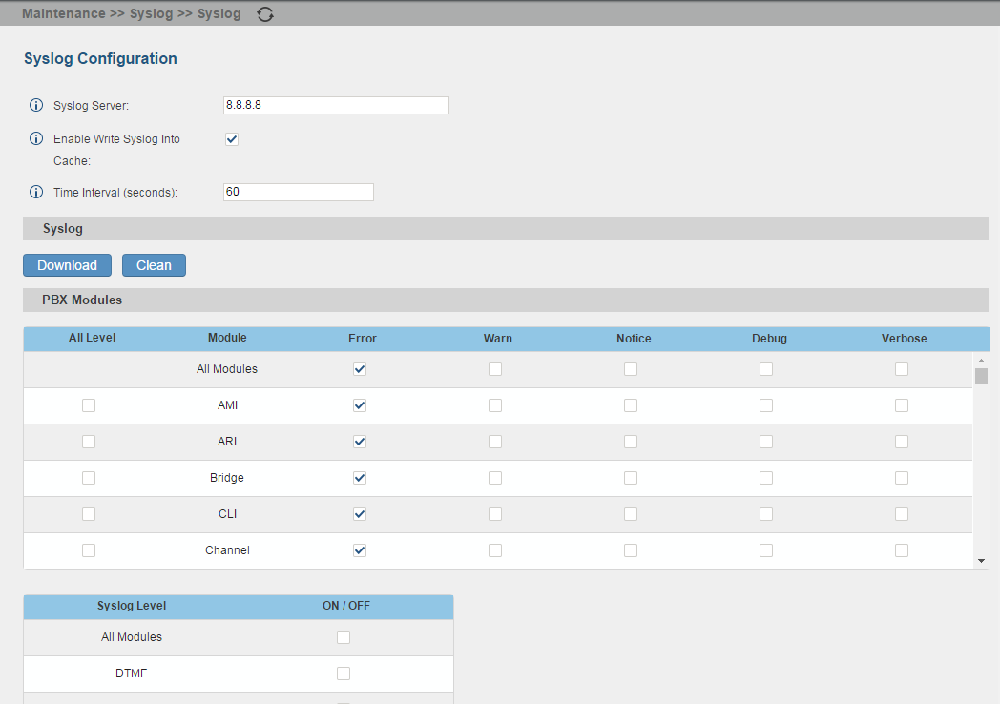 Maintenance >> Syslog >> Syslog
Syslog Configuration
Syslog Server: 8.8.8.8
Enable Write Syslog Into
Cache:
Time Interval (seconds): 60
Syslog
Download Clean
PBX Modules
All Level Module Error Warn Notice Debug Verbose
All Modules
AMI
ARI
Bridge
CLI
Channel
Syslog Level ON / OFF
All Modules
DTMF